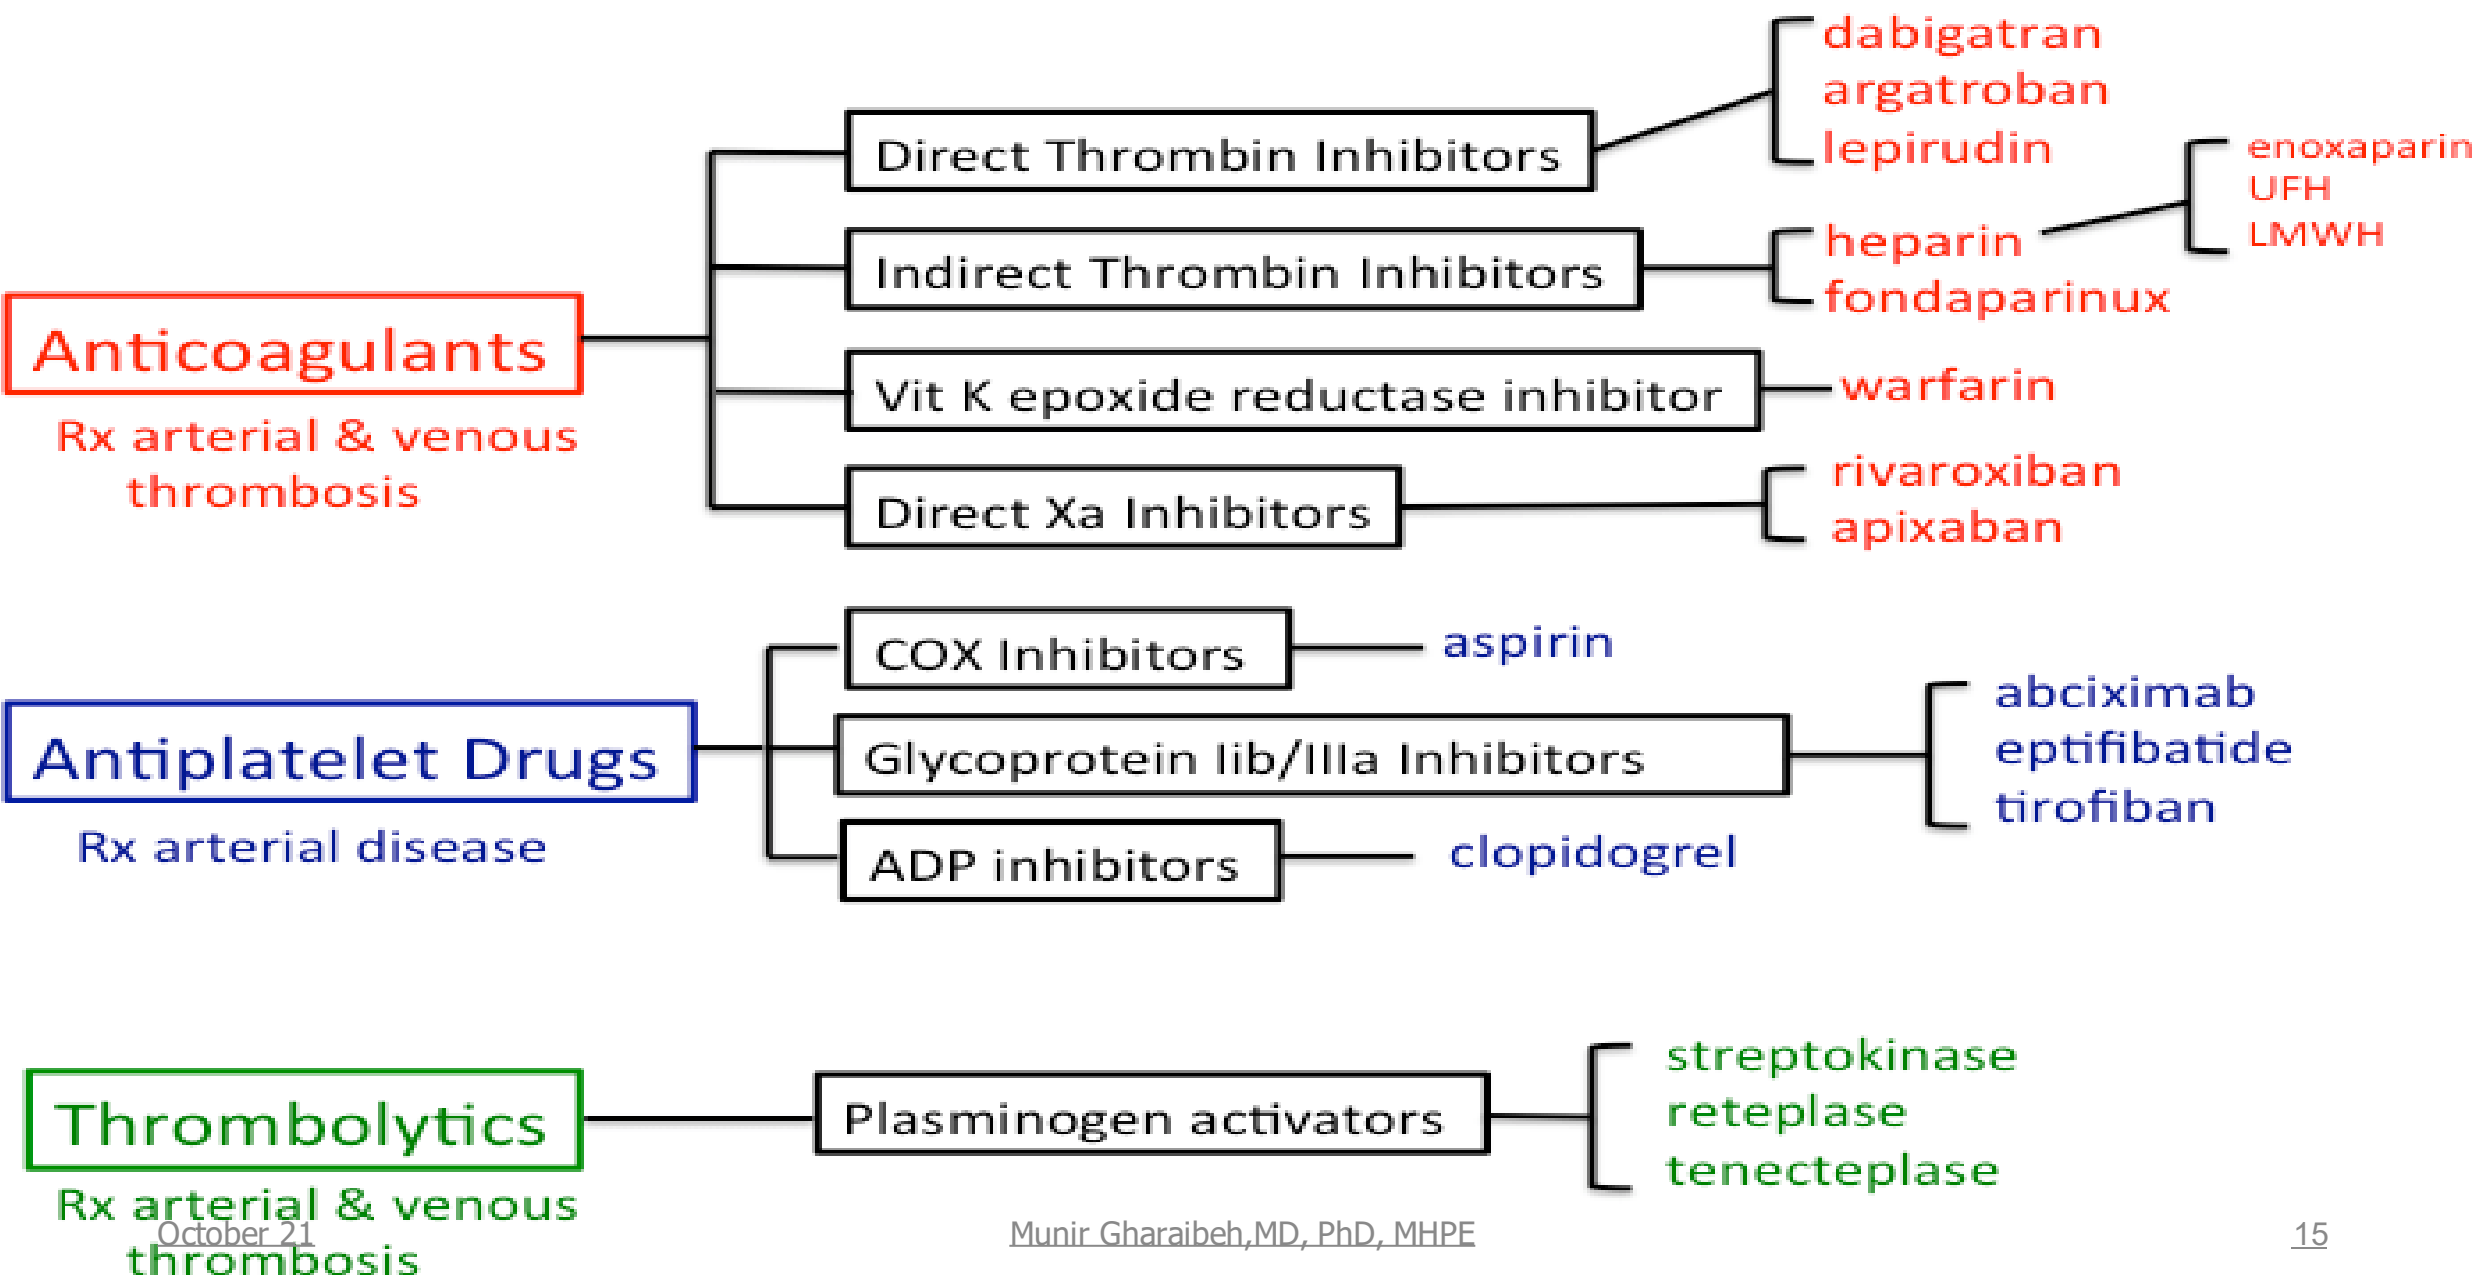 dabigatran
argatroban
lepirudin
Direct Thrombin Inhibitors
enoxaparin
UFH
LMWH
Indirect Thrombin Inhibitors
heparin
fondaparinux
Anticoagulants
Rx arterial & venous
thrombosis
Vit K epoxide reductase inhibitor
warfarin
Direct Xa Inhibitors
rivaroxiban
apixaban
COX Inhibitors
aspirin
Antiplatelet Drugs
Rx arterial disease
Glycoprotein Iib/IIIa Inhibitors
abciximab
eptifibatide
tirofiban
ADP inhibitors
clopidogrel
Thrombolytics
Rx arterial & venous
thrombosis
Plasminogen activators
streptokinase
reteplase
tenecteplase
October 21
Munir Gharaibeh,MD, PhD, MHPE
15